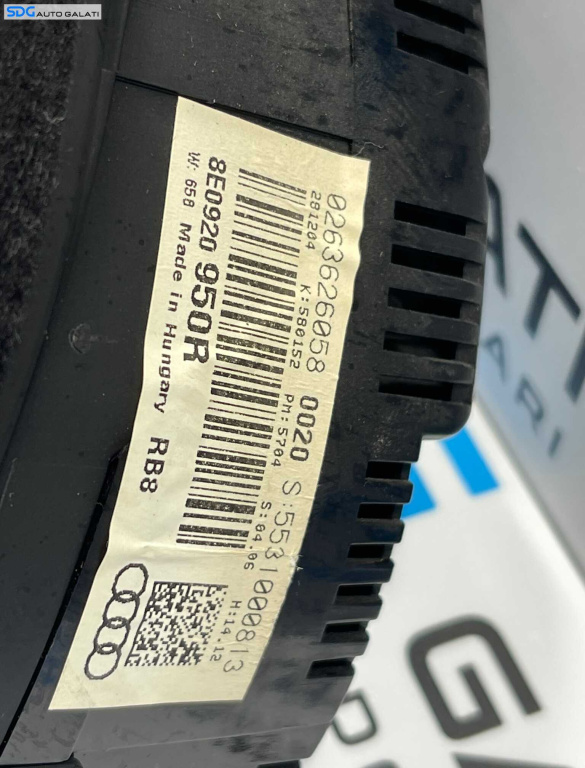 SDG AUTO GALATI
0263626058 0020 S:5531000813
281204 K:580152 PM:5704 S:04.06 H:14.12
8E0920 950R
W: 658 Made in Hungary RB8